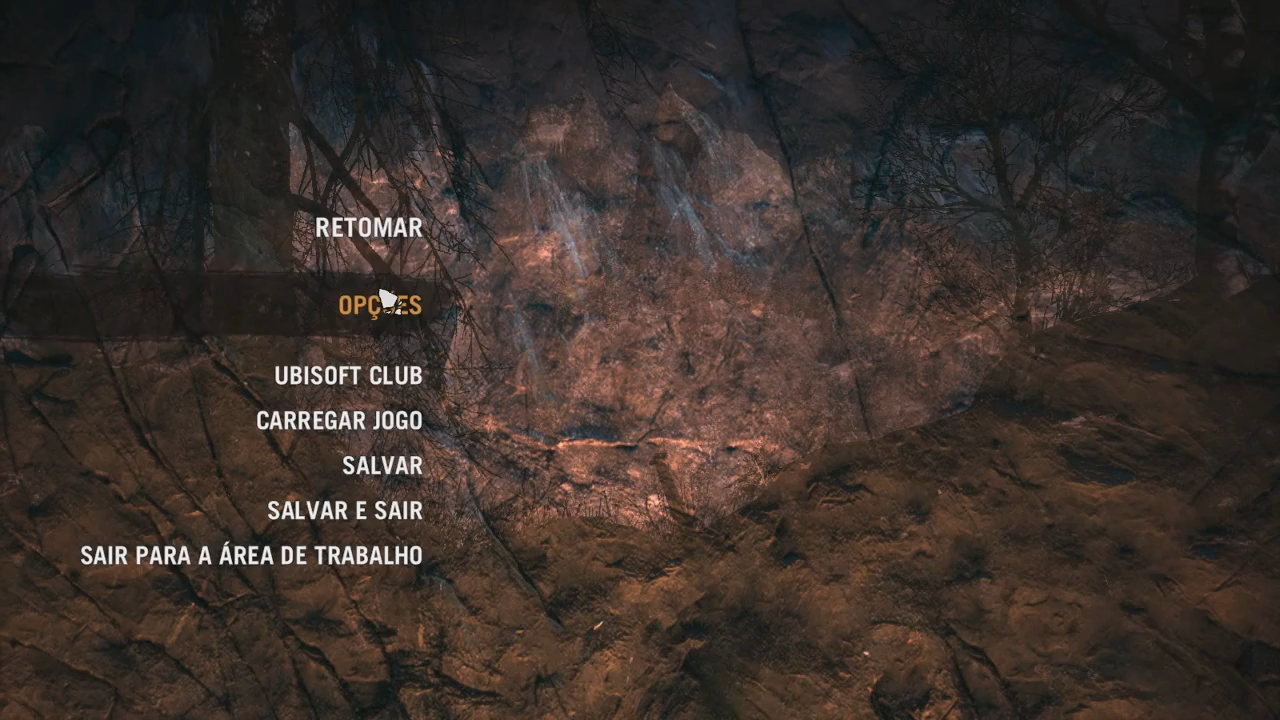 RETOMAR
OPÇÕES
UBISOFT CLUB
CARREGAR JOGO
SALVAR
SALVAR E SAIR
SAIR PARA A ÁREA DE TRABALHO